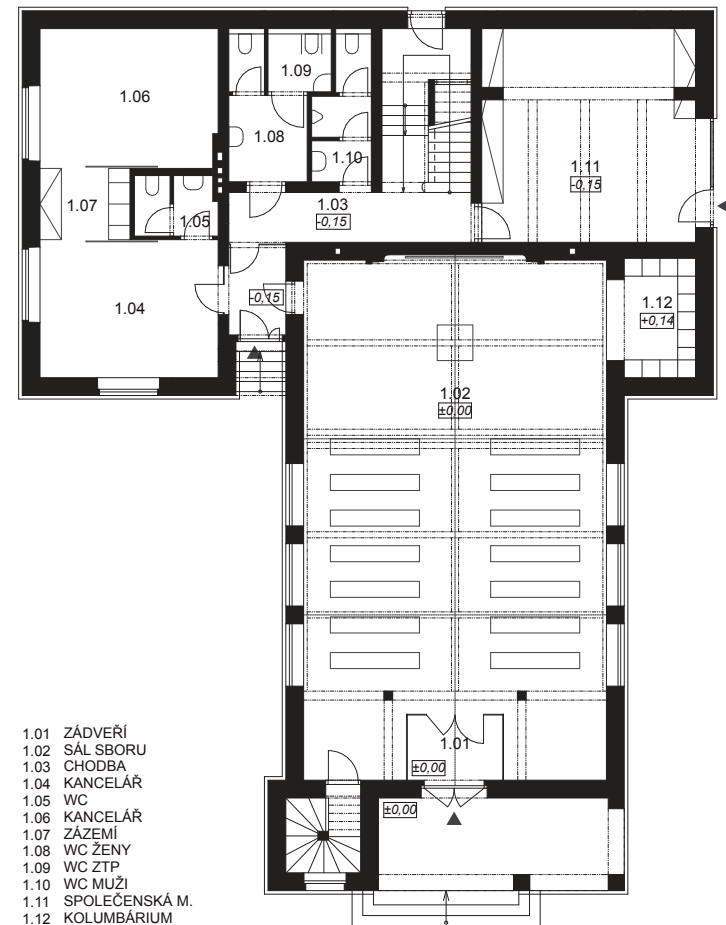 1.06
1.09
1.08
1.10
1.11
-0,15
1.07
1.05
1.03
-0,15
1.04
-0,15
1.12
+0,14
1.02
±0,00
1.01
±0,00
±0,00
1.01 ZÁDVEŘÍ
1.02 SÁL SBORU
1.03 CHODBA
1.04 KANCELÁŘ
1.05 WC
1.06 KANCELÁŘ
1.07 ZÁZEMÍ
1.08 WC ŽENY
1.09 WC ZTP
1.10 WC MUŽI
1.11 SPOLEČENSKÁ M.
1.12 KOLUMBÁRIUM